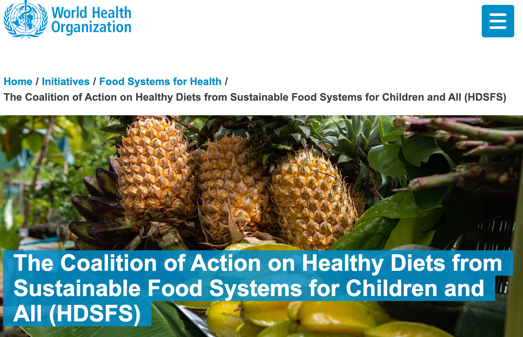 World Health
Organization
Home / Initiatives / Food Systems for Health /
The Coalition of Action on Healthy Diets from Sustainable Food Systems for Children and All (HDSFS)
The Coalition of Action on Healthy Diets from
Sustainable Food Systems for Children and
All (HDSFS)